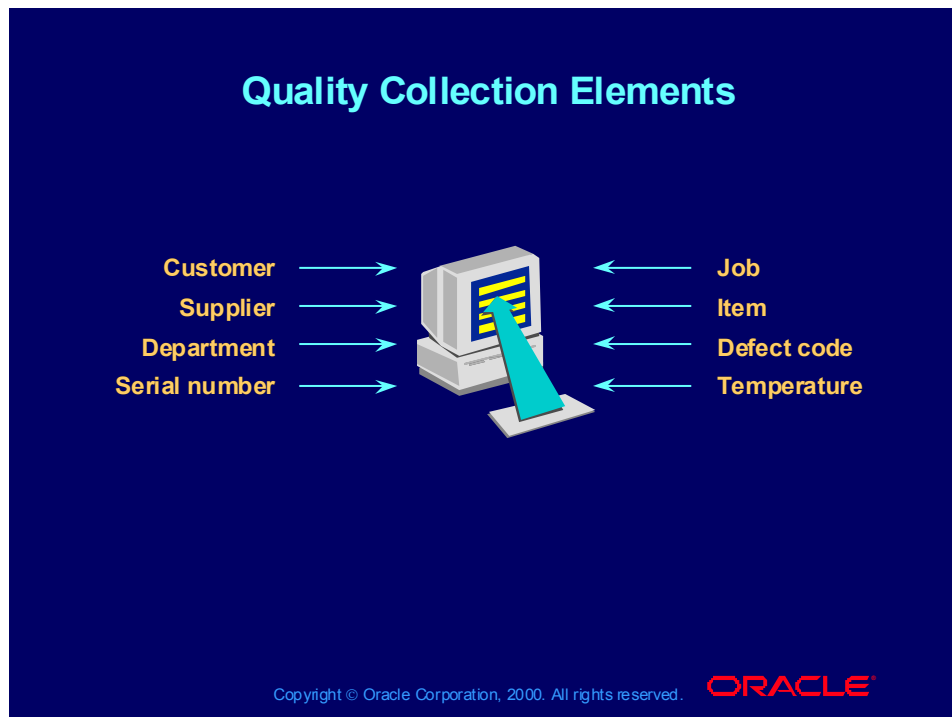 Quality Collection Elements
Customer
Supplier
Department
Serial number
Job
Item
Defect code
Temperature
Copyright © Oracle Corporation, 2000. All rights reserved.
ORACLE®